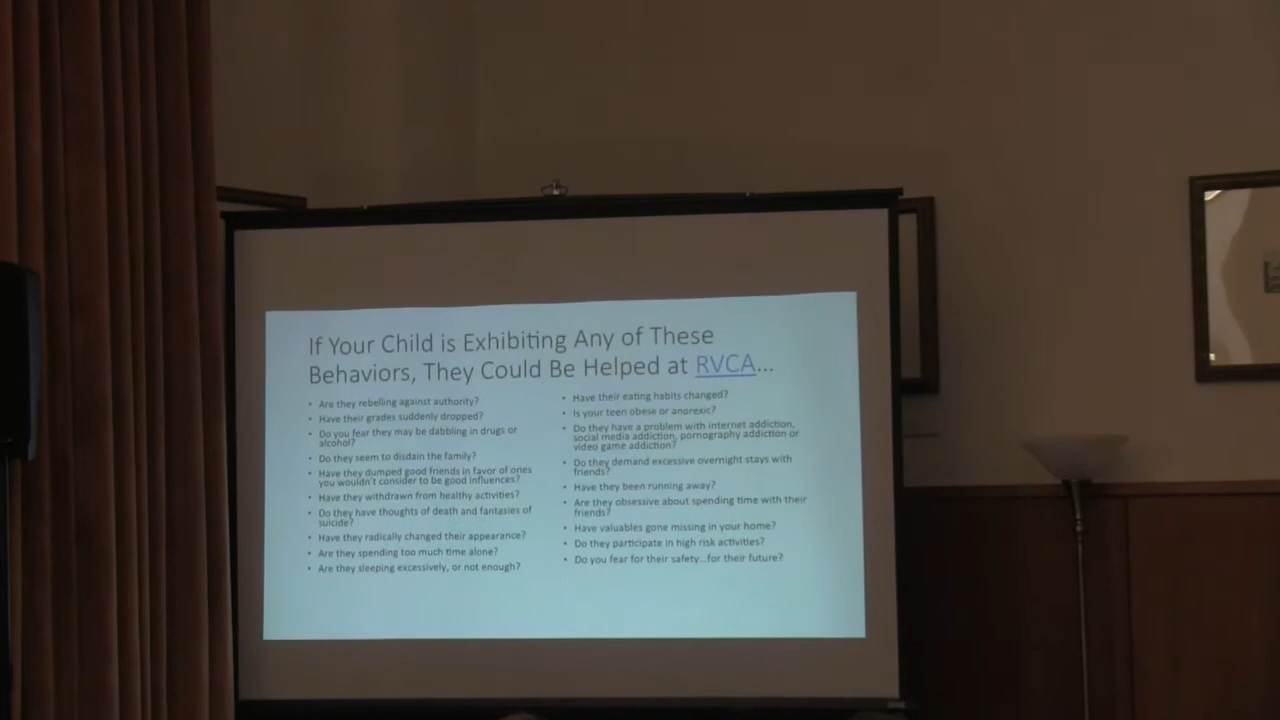 If Your Child is Exhibiting Any of These
Behaviors, They Could Be Helped at RVCA...
• Are they rebelling against authority?
• Have their grades suddenly dropped?
• Do you fear they may be dabbling in drugs or
alcohol?
• Do they seem to disdain the family?
• Have they dumped good friends in favor of ones
you wouldn't consider to be good influences?
• Have they withdrawn from healthy activities?
• Do they have thoughts of death and fantasies of
suicide?
• Have they radically changed their appearance?
• Are they spending too much time alone?
• Are they sleeping excessively, or not enough?
• Have their eating habits changed?
• Is your teen obese or anorexic?
• Do they have a problem with internet addiction,
social media addiction, pornography addiction or
video game addiction?
• Do they demand excessive overnight stays with
friends?
• Have they been running away?
• Are they obsessive about spending time with their
friends?
• Have valuables gone missing in your home?
• Do they participate in high risk activities?
• Do you fear for their safety...for their future?